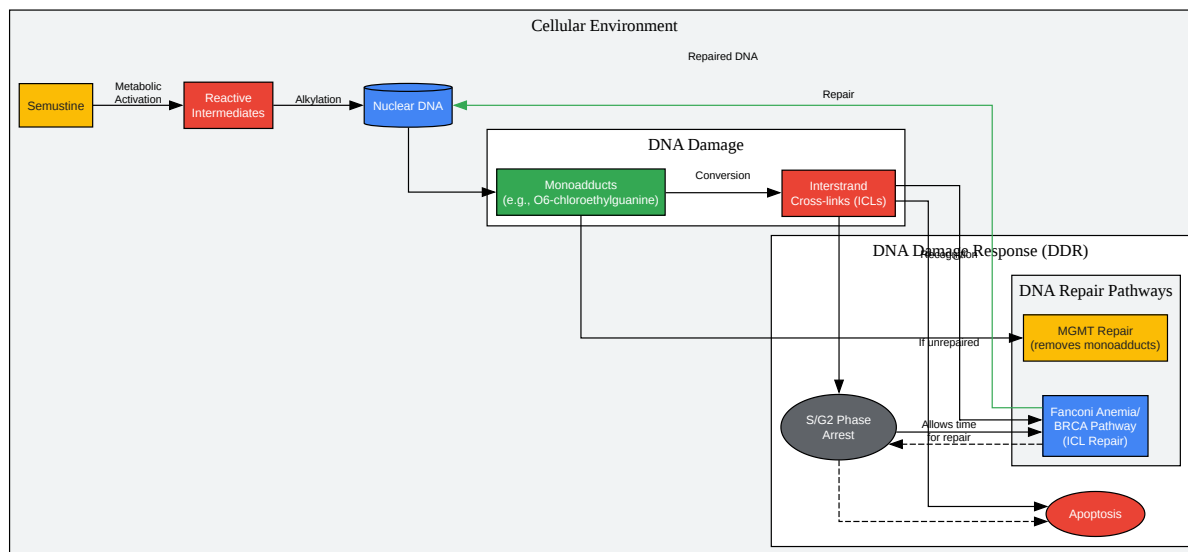 Cellular Environment
Repaired DNA
Semustine
Metabolic
Activation
Reactive
Intermediates
Alkylation
Nuclear DNA
Repair
DNA Damage
Monoadducts
(e.g., O6-chloroethylguanine)
Conversion
Interstrand
Cross-links (ICLs)
DNA Damage Response (DDR)
Recognition
DNA Repair Pathways
MGMT Repair
(removes monoadducts)
If unrepaired
S/G2 Phase
Arrest
Allows time
for repair
Fanconi Anemia/
BRCA Pathway
(ICL Repair)
Apoptosis